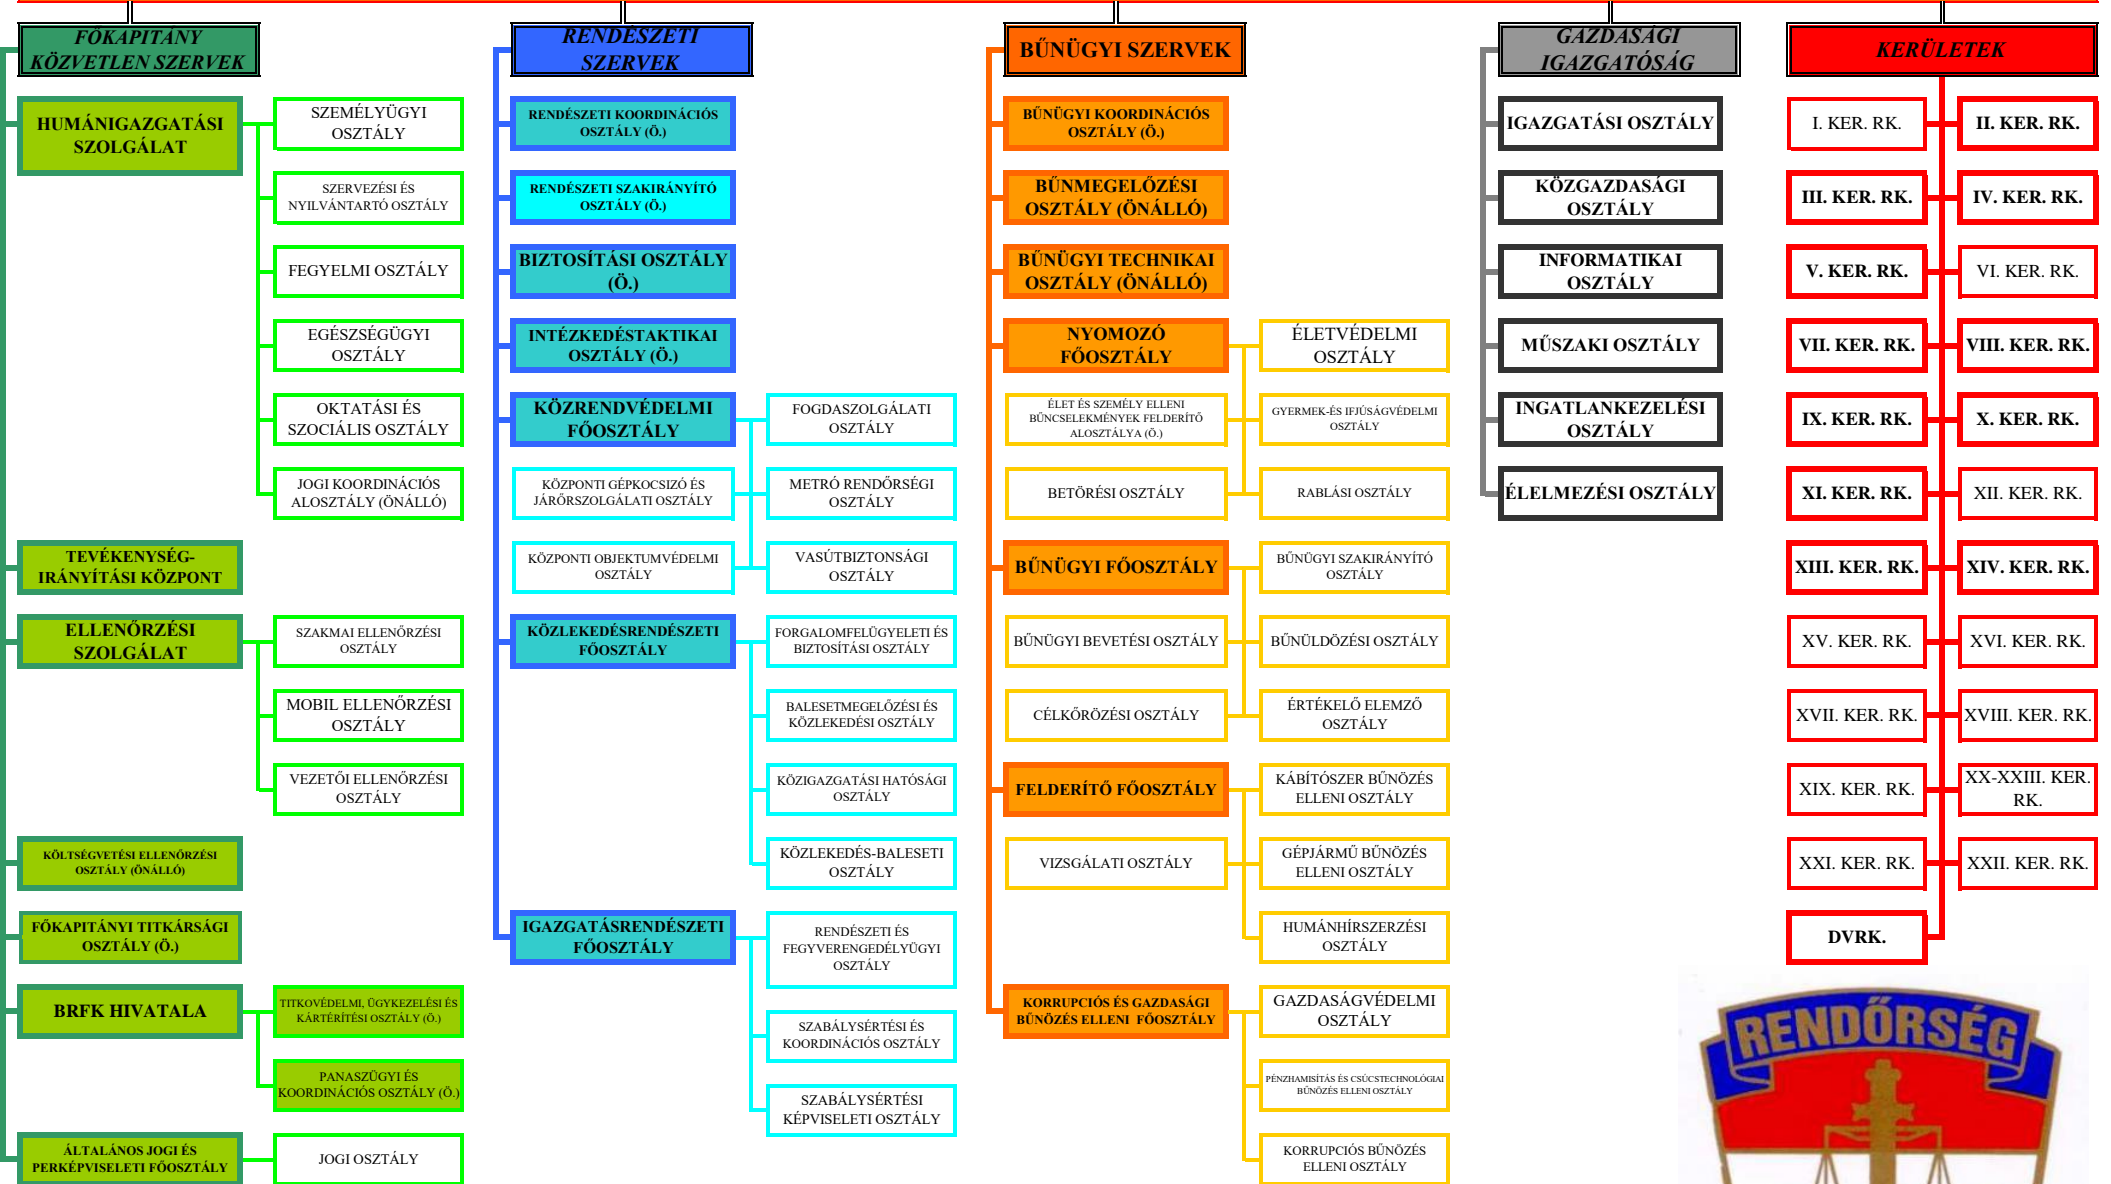 FŐKAPITÁNY
KÖZVETLEN SZERVEK
HUMÁNIGAZGATÁSI
SZOLGÁLAT
SZEMÉLYÜGYI
OSZTÁLY
SZERVEZÉSI ÉS
NYILVÁNTARTÓ OSZTÁLY
FEGYELMI OSZTÁLY
EGÉSZSÉGÜGYI
OSZTÁLY
OKTATÁSI ÉS
SZOCIÁLIS OSZTÁLY
JOGI KOORDINÁCIÓS
ALOSZTÁLY (ÖNÁLLÓ)
TEVÉKENYSÉG-
IRÁNYÍTÁSI KÖZPONT
ELLENŐRZÉSI
SZOLGÁLAT
SZAKMAI ELLENŐRZÉSI
OSZTÁLY
MOBIL ELLENŐRZÉSI
OSZTÁLY
VEZETŐI ELLENŐRZÉSI
OSZTÁLY
KÖLTSÉGVETÉSI ELLENŐRZÉSI
OSZTÁLY (ÖNÁLLÓ)
FŐKAPITÁNYI TITKÁRSÁGI
OSZTÁLY (Ö.)
BRFK HIVATALA
TITKOVÉDELMI, ÜGYKEZELÉSI ÉS
KÁRTÉRÍTÉSI OSZTÁLY (Ö.)
PANASZÜGYI ÉS
KOORDINÁCIÓS OSZTÁLY (Ö.)
ÁLTALÁNOS JOGI ÉS
PERKÉPVISELETI FŐOSZTÁLY
JOGI OSZTÁLY
RENDÉSZETI
SZERVEK
RENDÉSZETI KOORDINÁCIÓS
OSZTÁLY (Ö.)
RENDÉSZETI SZAKIRÁNYÍTÓ
OSZTÁLY (Ö.)
BIZTOSÍTÁSI OSZTÁLY
(Ö.)
INTÉZKEDÉSTAKTIKAI
OSZTÁLY (Ö.)
KÖZRENDVÉDELMI
FŐOSZTÁLY
FOGDASZOLGÁLATI
OSZTÁLY
KÖZPONTI GÉPKOCSIZÓ ÉS
JÁRŐRSZOLGÁLATI OSZTÁLY
METRÓ RENDŐRSÉGI
OSZTÁLY
KÖZPONTI OBJEKTUMVÉDELMI
OSZTÁLY
VASÚTBIZTONSÁGI
OSZTÁLY
KÖZLEKEDÉSRENDÉSZETI
FŐOSZTÁLY
FORGALOMFELÜGYELETI ÉS
BIZTOSÍTÁSI OSZTÁLY
BALESETMEGELŐZÉSI ÉS
KÖZLEKEDÉSI OSZTÁLY
KÖZIGAZGATÁSI HATÓSÁGI
OSZTÁLY
KÖZLEKEDÉS-BALESETI
OSZTÁLY
IGAZGATÁSRENDÉSZETI
FŐOSZTÁLY
RENDÉSZETI ÉS
FEGYVERENGEDÉLYÜGYI
OSZTÁLY
SZABÁLYSÉRTÉSI ÉS
KOORDINÁCIÓS OSZTÁLY
SZABÁLYSÉRTÉSI
KÉPVISELETI OSZTÁLY
BŰNÜGYI SZERVEK
BŰNÜGYI KOORDINÁCIÓS
OSZTÁLY (Ö.)
BŰNMEGELŐZÉSI
OSZTÁLY (ÖNÁLLÓ)
BŰNÜGYI TECHNIKAI
OSZTÁLY (ÖNÁLLÓ)
NYOMOZÓ
FŐOSZTÁLY
ÉLETVÉDELMI
OSZTÁLY
ÉLET ÉS SZEMÉLY ELLENI
BŰNCSELEKMÉNYEK FELDERÍTŐ
ALOSZTÁLYA (Ö.)
GYERMEK-ÉS IFJÚSÁGVÉDELMI
OSZTÁLY
BETÖRÉSI OSZTÁLY
RABLÁSI OSZTÁLY
BŰNÜGYI FŐOSZTÁLY
BŰNÜGYI SZAKIRÁNYÍTÓ
OSZTÁLY
BŰNÜGYI BEVETÉSI OSZTÁLY
BŰNÜLDÖZÉSI OSZTÁLY
CÉLKŐRÖZÉSI OSZTÁLY
ÉRTÉKELŐ ELEMZŐ
OSZTÁLY
FELDERÍTŐ FŐOSZTÁLY
KÁBÍTÓSZER BŰNÖZÉS
ELLENI OSZTÁLY
VIZSGÁLATI OSZTÁLY
GÉPJÁRMŰ BŰNÖZÉS
ELLENI OSZTÁLY
HUMÁNHÍRSZERZÉSI
OSZTÁLY
KORRUPCIÓS ÉS GAZDASÁGI
BŰNÖZÉS ELLENI FŐOSZTÁLY
GAZDASÁGVÉDELMI
OSZTÁLY
PÉNZHAMISÍTÁS ÉS CSÚCSTECHNOLÓGIAI
BŰNÖZÉS ELLENI OSZTÁLY
KORRUPCIÓS BŰNÖZÉS
ELLENI OSZTÁLY
GAZDASÁGI
IGAZGATÓSÁG
IGAZGATÁSI OSZTÁLY
KÖZGAZDASÁGI
OSZTÁLY
INFORMATIKAI
OSZTÁLY
MŰSZAKI OSZTÁLY
INGATLANKEZELÉSI
OSZTÁLY
ÉLELMEZÉSI OSZTÁLY
KERÜLETEK
I. KER. RK.
II. KER. RK.
III. KER. RK.
IV. KER. RK.
V. KER. RK.
VI. KER. RK.
VII. KER. RK.
VIII. KER. RK.
IX. KER. RK.
X. KER. RK.
XI. KER. RK.
XII. KER. RK.
XIII. KER. RK.
XIV. KER. RK.
XV. KER. RK.
XVI. KER. RK.
XVII. KER. RK.
XVIII. KER. RK.
XIX. KER. RK.
XX-XXIII. KER.
RK.
XXI. KER. RK.
XXII. KER. RK.
DVRK.
RENDŐRSÉG